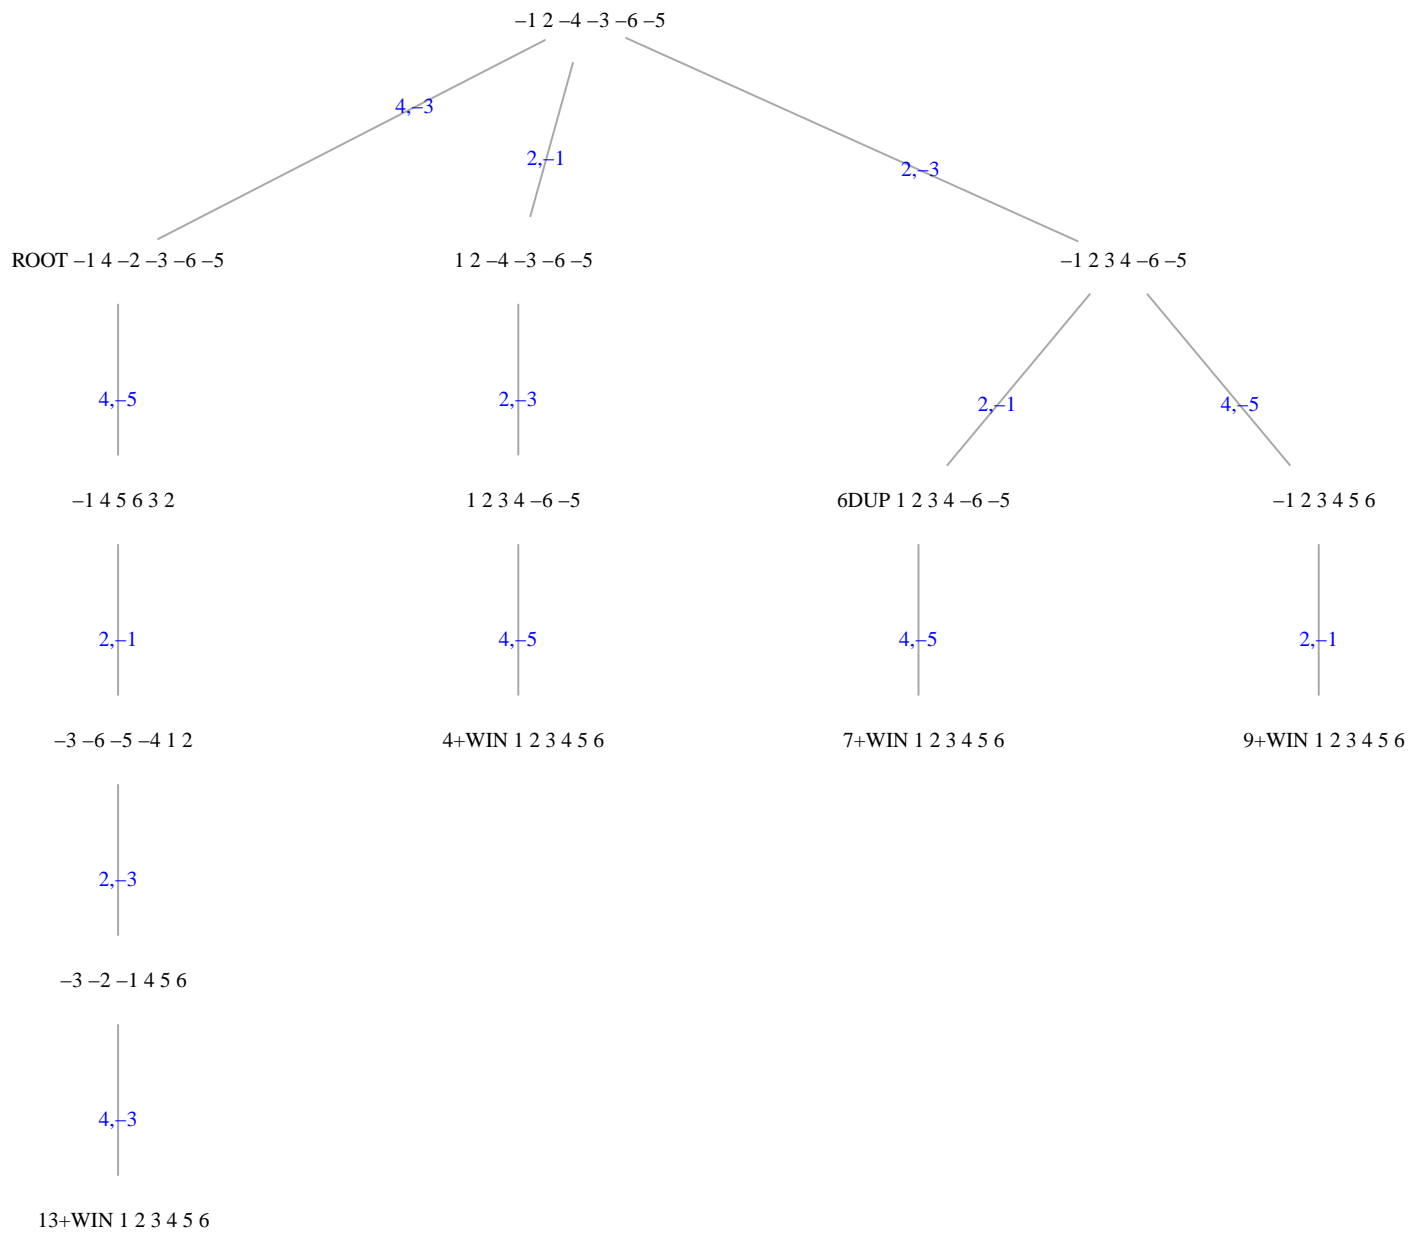 –1 2 –4 –3 –6 –5
4,–3
2,–1
2,–3
ROOT –1 4 –2 –3 –6 –5
1 2 –4 –3 –6 –5
–1 2 3 4 –6 –5
4,–5
2,–3
2,–1
4,–5
–1 4 5 6 3 2
1 2 3 4 –6 –5
6DUP 1 2 3 4 –6 –5
–1 2 3 4 5 6
2,–1
4,–5
4,–5
2,–1
–3 –6 –5 –4 1 2
4+WIN 1 2 3 4 5 6
7+WIN 1 2 3 4 5 6
9+WIN 1 2 3 4 5 6
2,–3
–3 –2 –1 4 5 6
4,–3
13+WIN 1 2 3 4 5 6